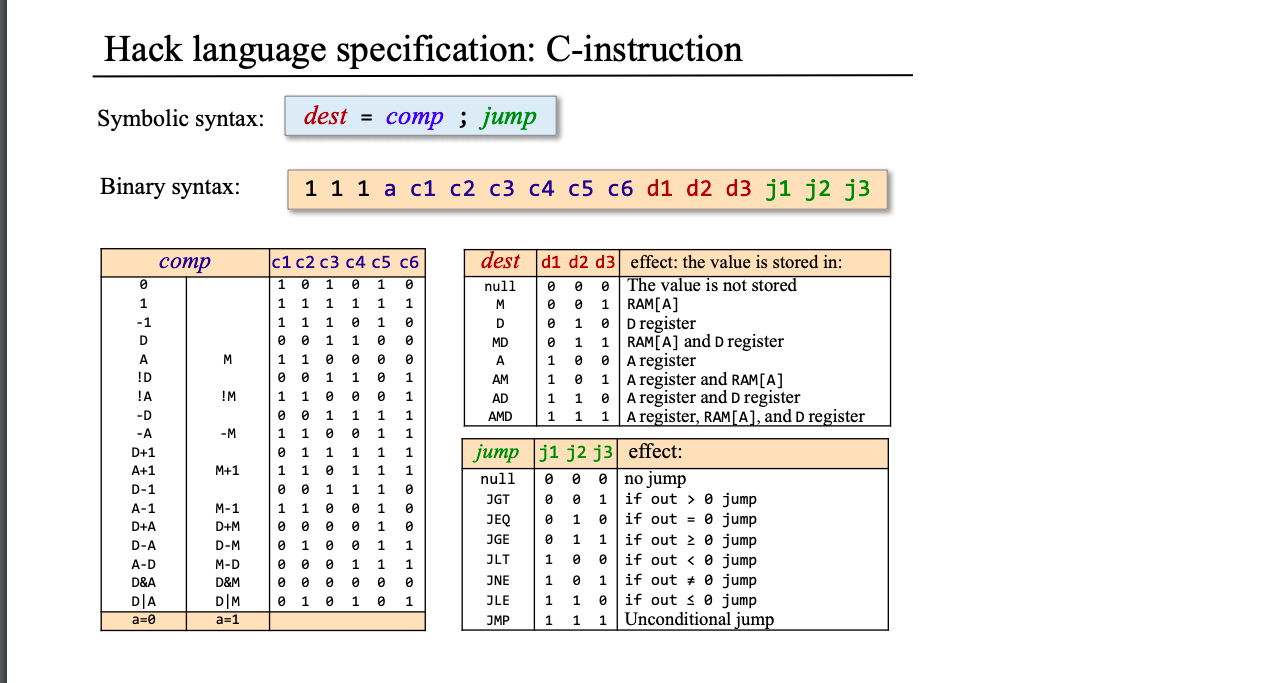 Hack language specification: C-instruction
Symbolic syntax: dest = comp ; jump
Binary syntax: 1 1 1 a c1 c2 c3 c4 c5 c6 d1 d2 d3 j1 j2 j3
comp c1 c2 c3 c4 c5 c6
0 1 0 1 0 1 0
1 1 1 1 1 1 1
-1 1 1 1 0 1 0
D 0 0 1 1 0 0
A M 1 1 0 0 0 0
!D 0 0 1 1 0 1
!A !M 1 1 0 0 0 1
-D 0 0 1 1 1 1
-A -M 1 1 0 0 1 1
D+1 0 1 1 1 1 1
A+1 M+1 1 1 0 1 1 1
D-1 0 0 1 1 1 0
A-1 M-1 1 1 0 0 1 0
D+A D+M 0 0 0 0 1 0
D-A D-M 0 1 0 0 1 1
A-D M-D 0 0 0 1 1 1
D&A D&M 0 0 0 0 0 0
D|A D|M 0 1 0 1 0 1
a=0 a=1
dest d1 d2 d3 effect: the value is stored in:
null 0 0 0 The value is not stored
M 0 0 1 RAM[A]
D 0 1 0 D register
MD 0 1 1 RAM[A] and D register
A 1 0 0 A register
AM 1 0 1 A register and RAM[A]
AD 1 1 0 A register and D register
AMD 1 1 1 A register, RAM[A], and D register
jump j1 j2 j3 effect:
null 0 0 0 no jump
JGT 0 0 1 if out > 0 jump
JEQ 0 1 0 if out = 0 jump
JGE 0 1 1 if out ≥ 0 jump
JLT 1 0 0 if out < 0 jump
JNE 1 0 1 if out ≠ 0 jump
JLE 1 1 0 if out ≤ 0 jump
JMP 1 1 1 Unconditional jump